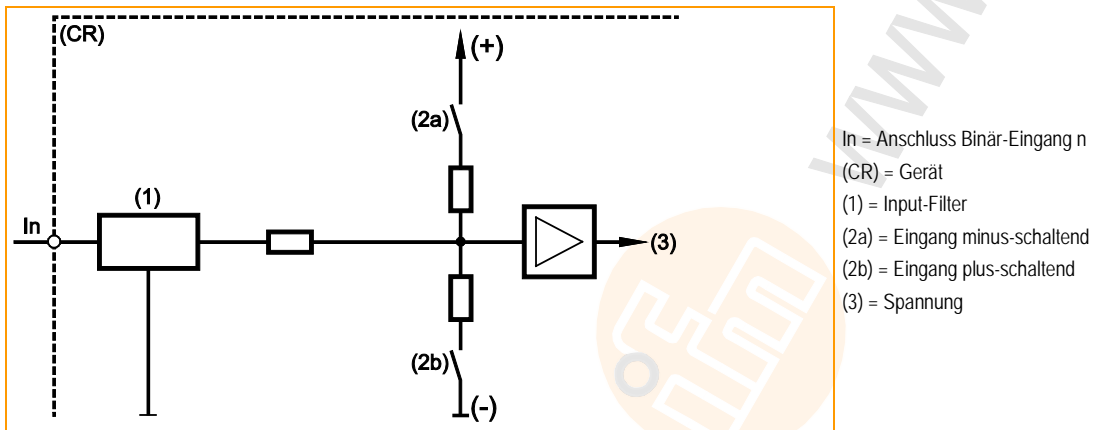 (CR)
(+)
(2a)
(1)
In
(3)
(2b)
(-)
In = Anschluss Binär-Eingang n
(CR) = Gerät
(1) = Input-Filter
(2a) = Eingang minus-schaltend
(2b) = Eingang plus-schaltend
(3) = Spannung